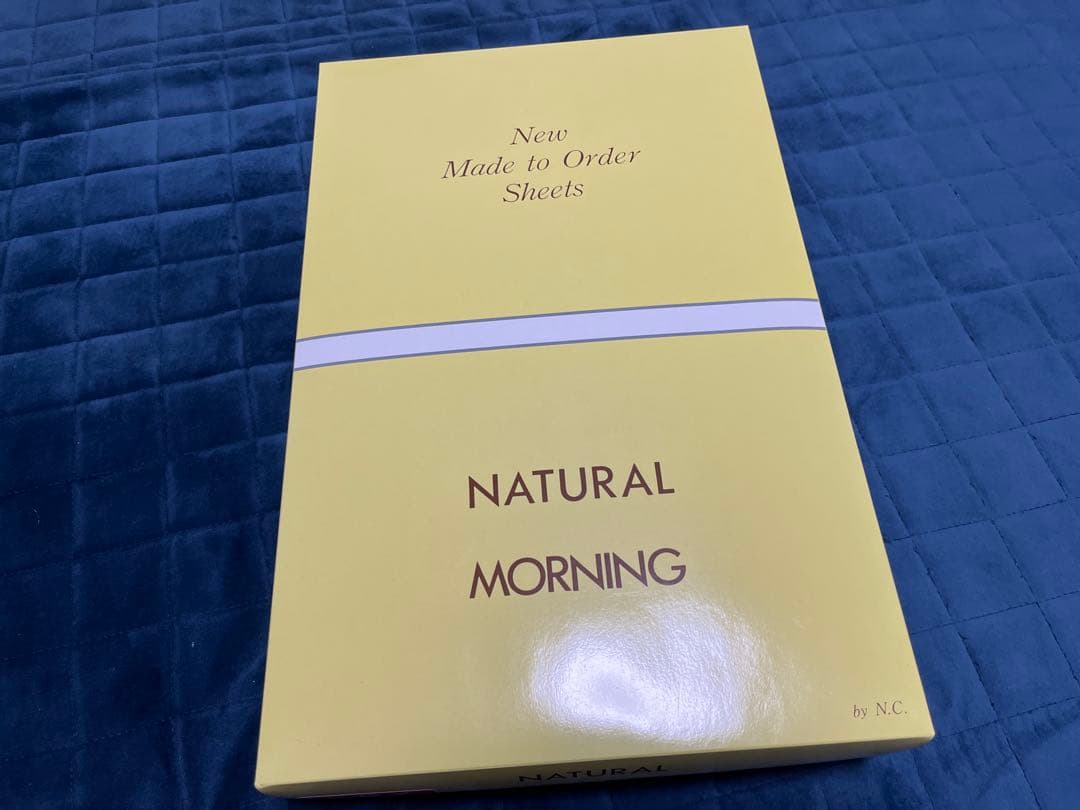 New
Made to Order
Sheets
NATURAL
MORNING
by N.C.
NATURAL